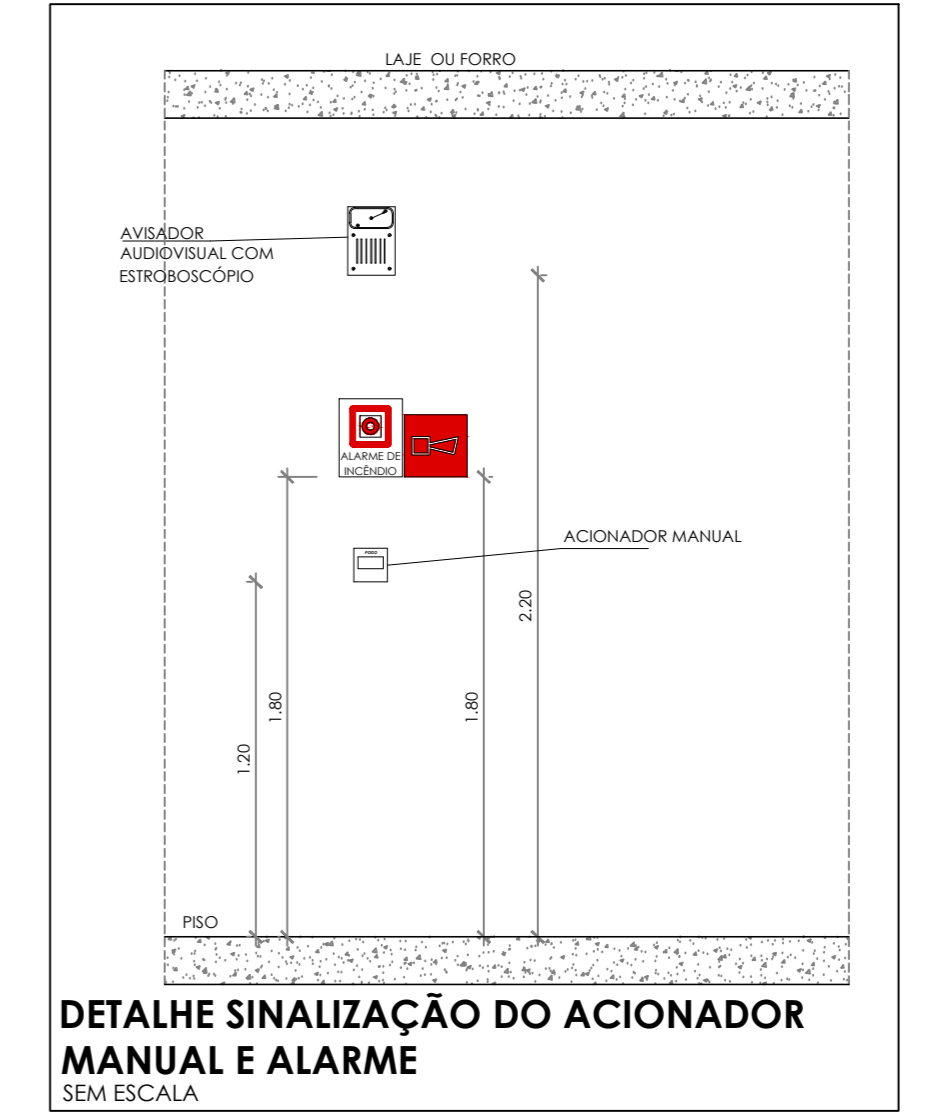 LAJE OU FORRO
AVISADOR
AUDIOVISUAL COM
ESTROBOSCÓPIO
ALARME DE
INCÊNDIO
FOGO
ACIONADOR MANUAL
2.20
1.80
1.80
1.20
PISO
DETALHE SINALIZAÇÃO DO ACIONADOR
MANUAL E ALARME
SEM ESCALA